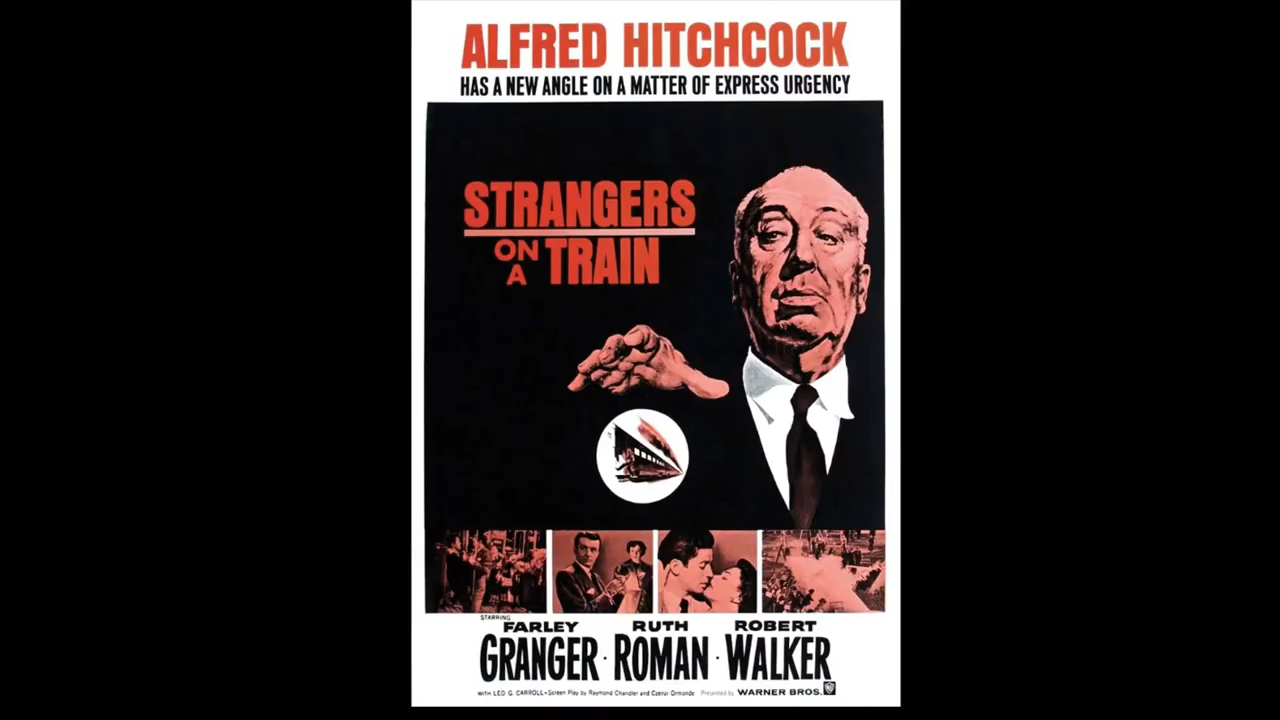 ALFRED HITCHCOCK
HAS A NEW ANGLE ON A MATTER OF EXPRESS URGENCY
STRANGERS
ON A TRAIN
STARRING
FARLEY GRANGER · RUTH ROMAN · ROBERT WALKER
WITH LEO G. CARROLL • Screen Play by Raymond Chandler and Czenzi Ormonde Presented by WARNER BROS.